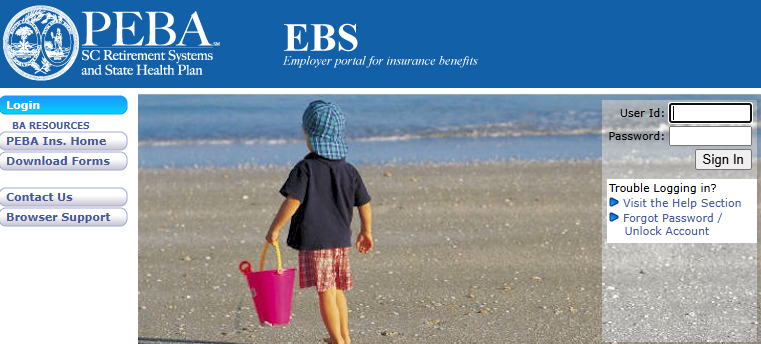 PEBA
SC Retirement Systems
and State Health Plan
EBS
Employer portal for insurance benefits
Login
BA RESOURCES
PEBA Ins. Home
Download Forms
Contact Us
Browser Support
User Id:
Password:
Sign In
Trouble Logging in?
Visit the Help Section
Forgot Password /
Unlock Account